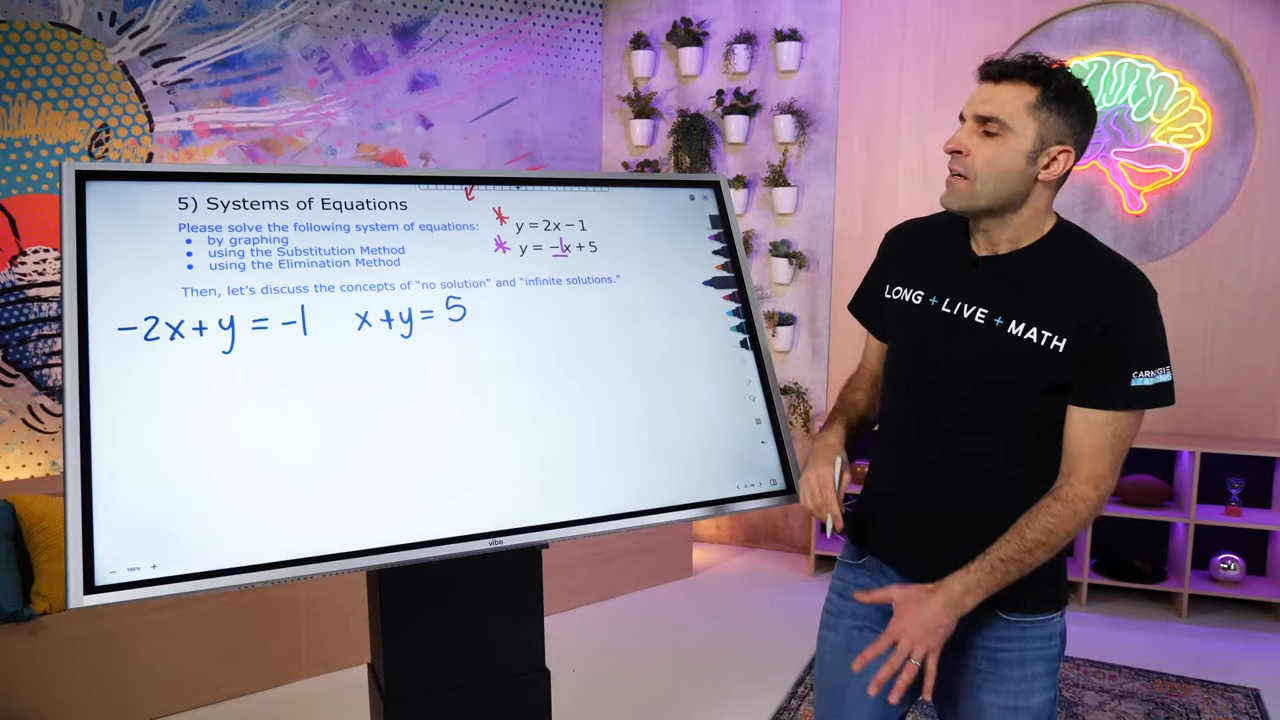 5) Systems of Equations
Please solve the following system of equations:
• by graphing
• using the Substitution Method
• using the Elimination Method
* y = 2x − 1
* y = −1x + 5
Then, let's discuss the concepts of “no solution” and “infinite solutions.”
−2x + y = −1 x + y = 5
vibe
LONG + LIVE + MATH
CARNEGIE
LEARNING